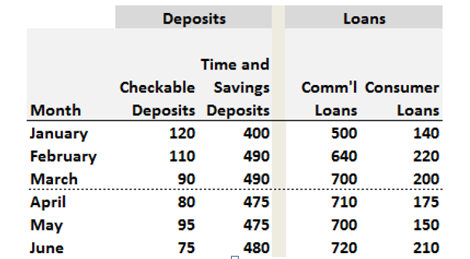 Deposits Loans
Time and
Checkable Savings Comm'l Consumer
Month Deposits Deposits Loans Loans
January 120 400 500 140
February 110 490 640 220
March 90 490 700 200
April 80 475 710 175
May 95 475 700 150
June 75 480 720 210